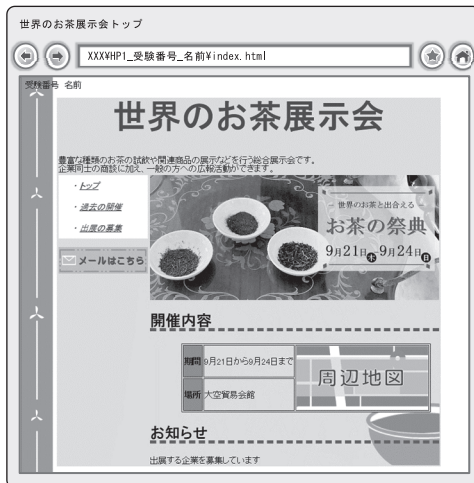 世界のお茶展示会トップ
XXX¥HP1_受験番号_名前¥index.html
受験番号 名前
世界のお茶展示会
豊富な種類のお茶の試飲や関連商品の展示などを行う総合展示会です。
企業同士の商談に加え、一般の方への広報活動ができます。
・トップ
・過去の開催
・出展の募集
メールはこちら
世界のお茶と出合える
お茶の祭典
9月21日木~9月24日日
開催内容
期間 9月21日から9月24日まで
場所 大空貿易会館
周辺地図
お知らせ
出展する企業を募集しています